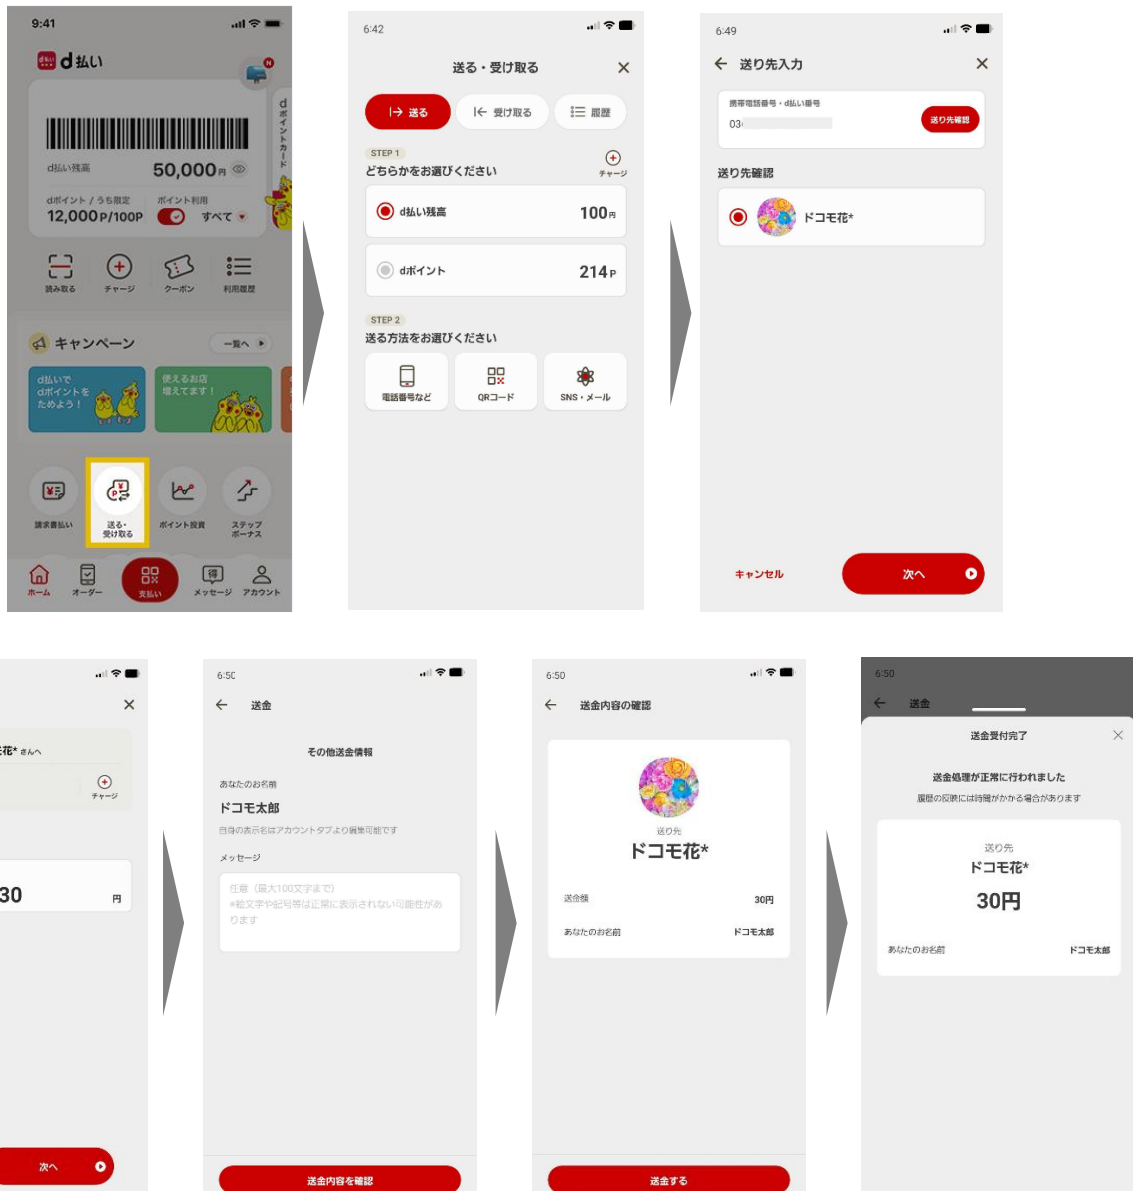 9:41
d払い
d払い
N
dポイントカード
d払い残高
50,000円
dポイント / うち限定
ポイント利用
12,000P/100P
すべて
読み取る
チャージ
クーポン
利用履歴
キャンペーン
一覧へ
d払いで
dポイントを
ためよう！
使えるお店
増えてます！
請求書払い
送る・
受け取る
ポイント投資
ステップ
ボーナス
ホーム
オーダー
支払い
メッセージ
アカウント
6:42
送る・受け取る
送る
受け取る
履歴
STEP 1
どちらかをお選びください
チャージ
d払い残高
100円
dポイント
214P
STEP 2
送る方法をお選びください
電話番号など
QRコード
SNS・メール
6:49
送り先入力
携帯電話番号・d払い番号
03
送り先確認
送り先確認
ドコモ花*
キャンセル
次へ
花* さんへ
チャージ
30
円
次へ
6:50
送金
その他送金情報
あなたのお名前
ドコモ太郎
自身の表示名はアカウントタブより編集可能です
メッセージ
任意（最大100文字まで）
*絵文字や記号等は正常に表示されない可能性があ
ります
送金内容を確認
6:50
送金内容の確認
送り先
ドコモ花*
送金額
30円
あなたのお名前
ドコモ太郎
送金する
6:50
送金
送金受付完了
送金処理が正常に行われました
履歴の反映には時間がかかる場合があります
送り先
ドコモ花*
30円
あなたのお名前
ドコモ太郎